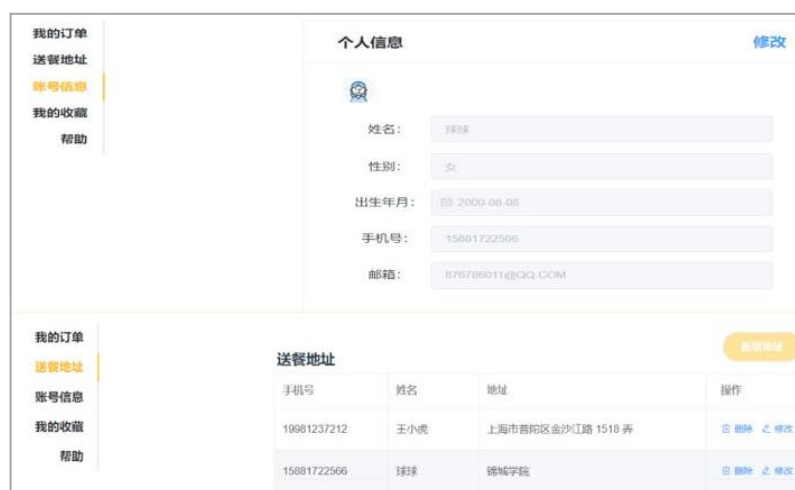 我的订单
送餐地址
账号信息
我的收藏
帮助
个人信息
修改
姓名： 球球
性别： 女
出生年月： 2000-08-08
手机号： 15881722566
邮箱： 876786011@QQ.COM
我的订单
送餐地址
账号信息
我的收藏
帮助
送餐地址
新增地址
手机号 姓名 地址 操作
19981237212 王小虎 上海市普陀区金沙江路 1518 弄 删除 修改
15881722566 球球 锦城学院 删除 修改